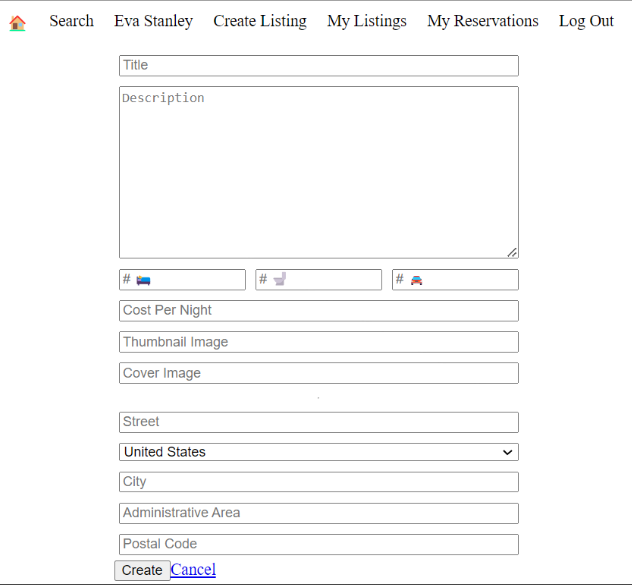 Search Eva Stanley Create Listing My Listings My Reservations Log Out
Title
Description
# # #
Cost Per Night
Thumbnail Image
Cover Image
Street
United States
City
Administrative Area
Postal Code
Create Cancel